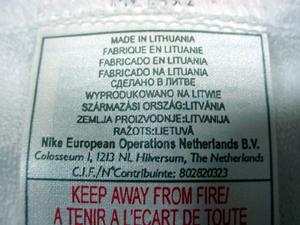 MADE IN LITHUANIA
FABRIQUE EN LITUANIE
FABRICADO EN LITUANIA
FABRICADO NA LITUANIA
СДЕЛАНО В ЛИТВЕ
WYPRODUKOWANO NA LITWIE
SZÁRMAZÁSI ORSZÁG:LITVÁNIA
ZEMLJA PROIZVODNJE:LITVANIJA
RAŽOTS:LIETUVĀ
Nike European Operations Netherlands B.V.
Colosseum 1, 1213 NL Hilversum, The Netherlands
C.I.F./N°Contribuinte: 802820323
KEEP AWAY FROM FIRE/
A TENIR A L'ECART DE TOUTE